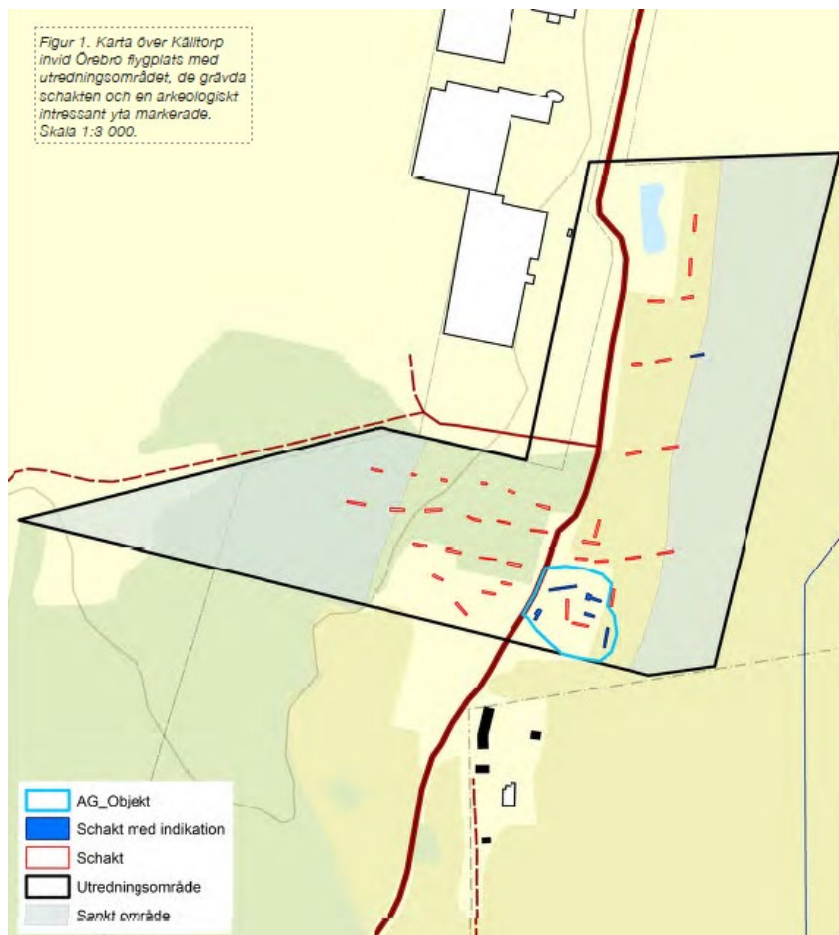 Figur 1. Karta över Källtorp
invid Örebro flygplats med
utredningsområdet, de grävda
schakten och en arkeologiskt
intressant yta markerade.
Skala 1:3 000.
AG_Objekt
Schakt med indikation
Schakt
Utredningsområde
Sankt område